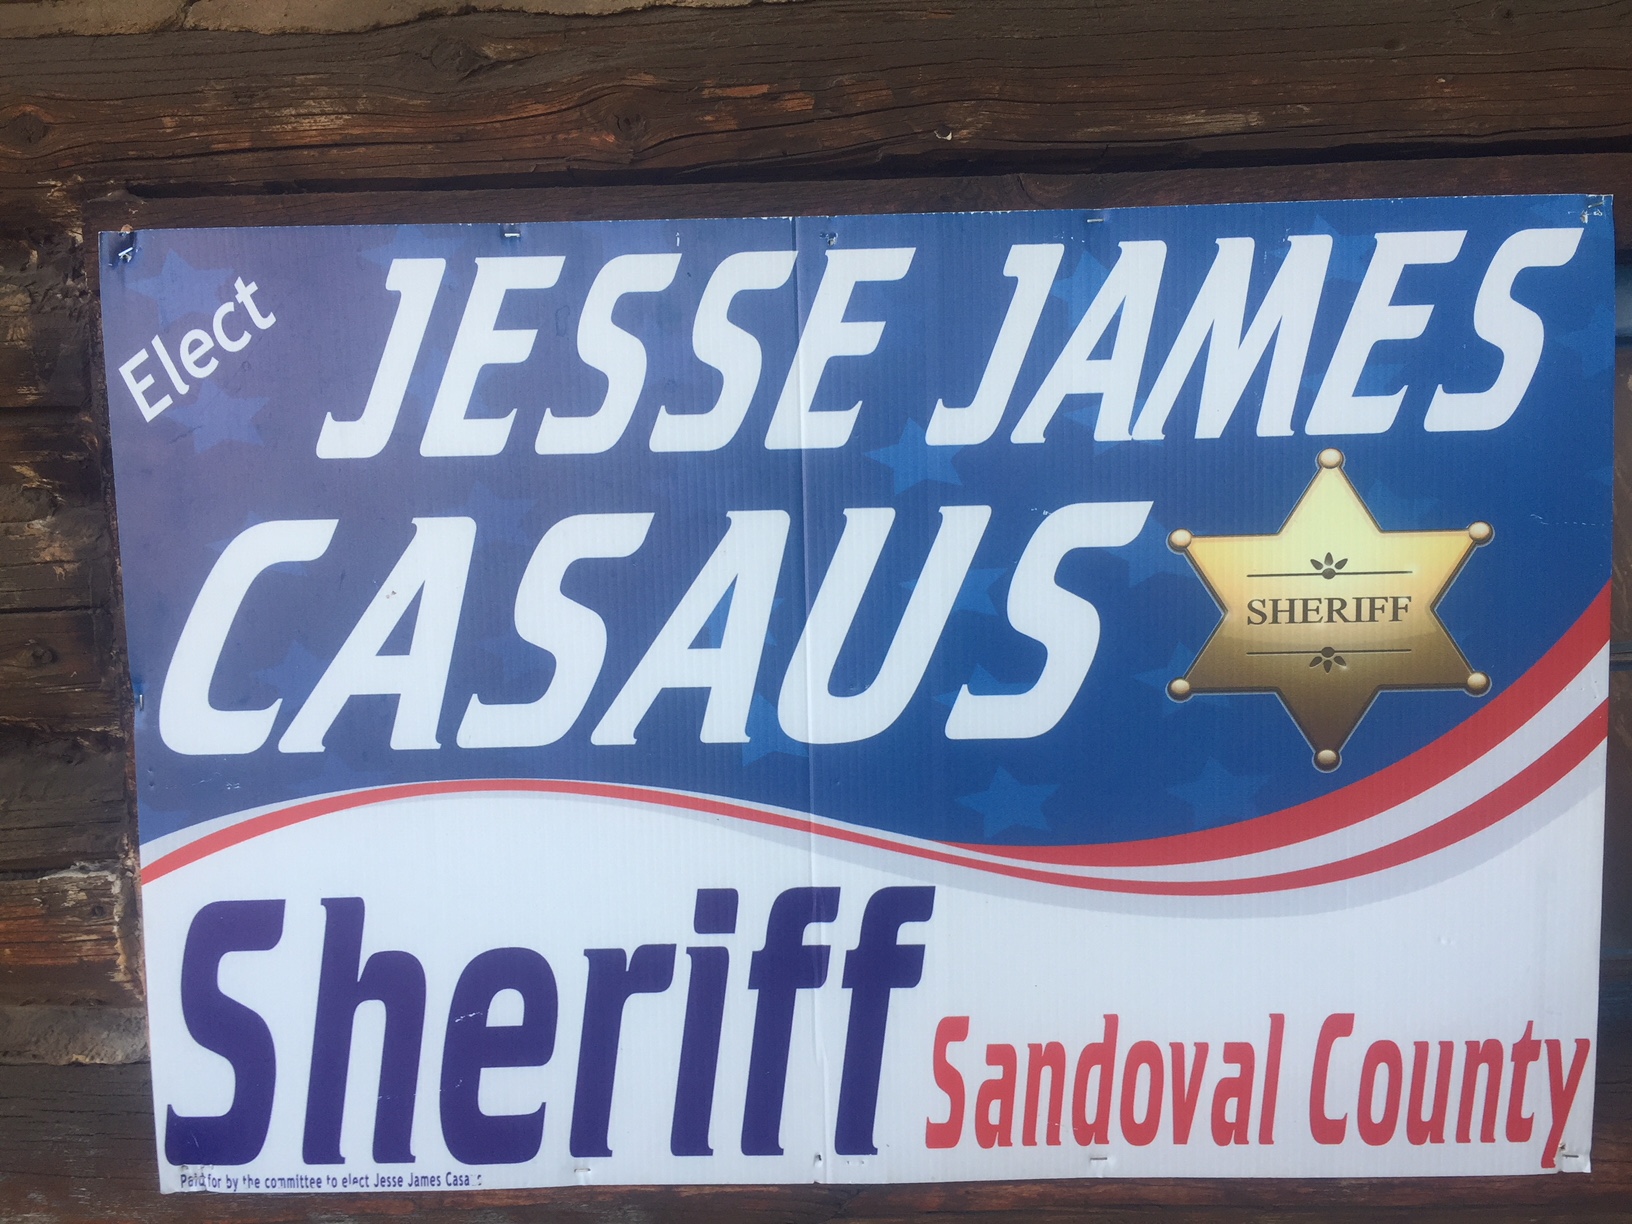 Elect
JESSE JAMES
CASAUS
SHERIFF
Sheriff
Sandoval County
Paid for by the committee to elect Jesse James